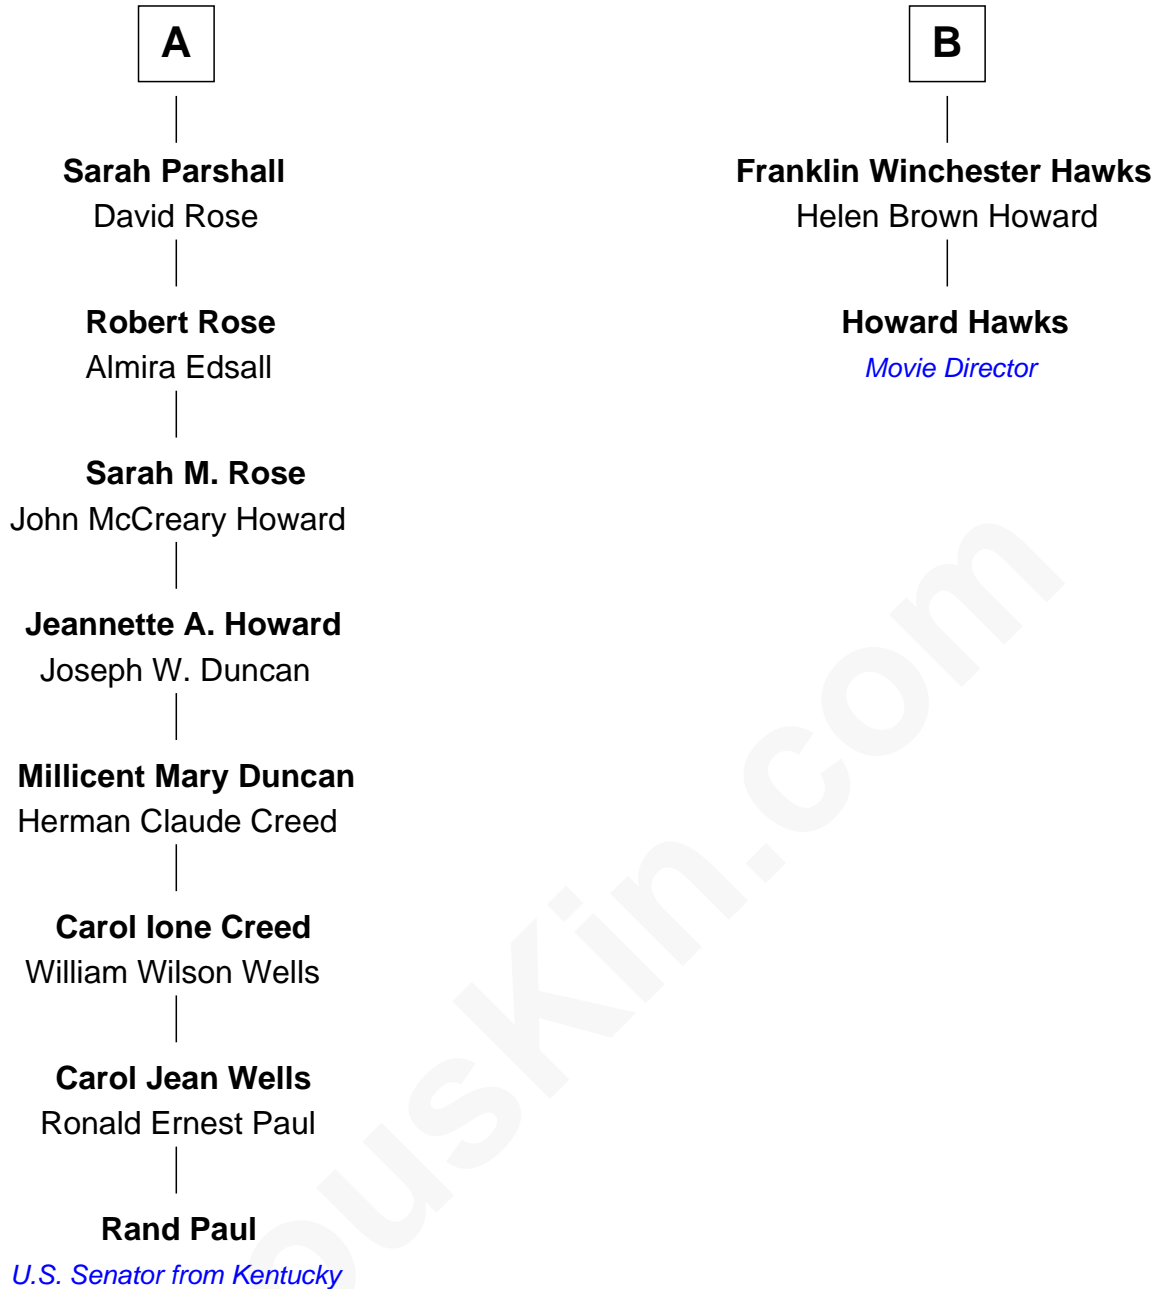 A
Sarah Parshall
David Rose
Robert Rose
Almira Edsall
Sarah M. Rose
John McCreary Howard
Jeannette A. Howard
Joseph W. Duncan
Millicent Mary Duncan
Herman Claude Creed
Carol Ione Creed
William Wilson Wells
Carol Jean Wells
Ronald Ernest Paul
Rand Paul
U.S. Senator from Kentucky
B
Franklin Winchester Hawks
Helen Brown Howard
Howard Hawks
Movie Director
ousKin.com